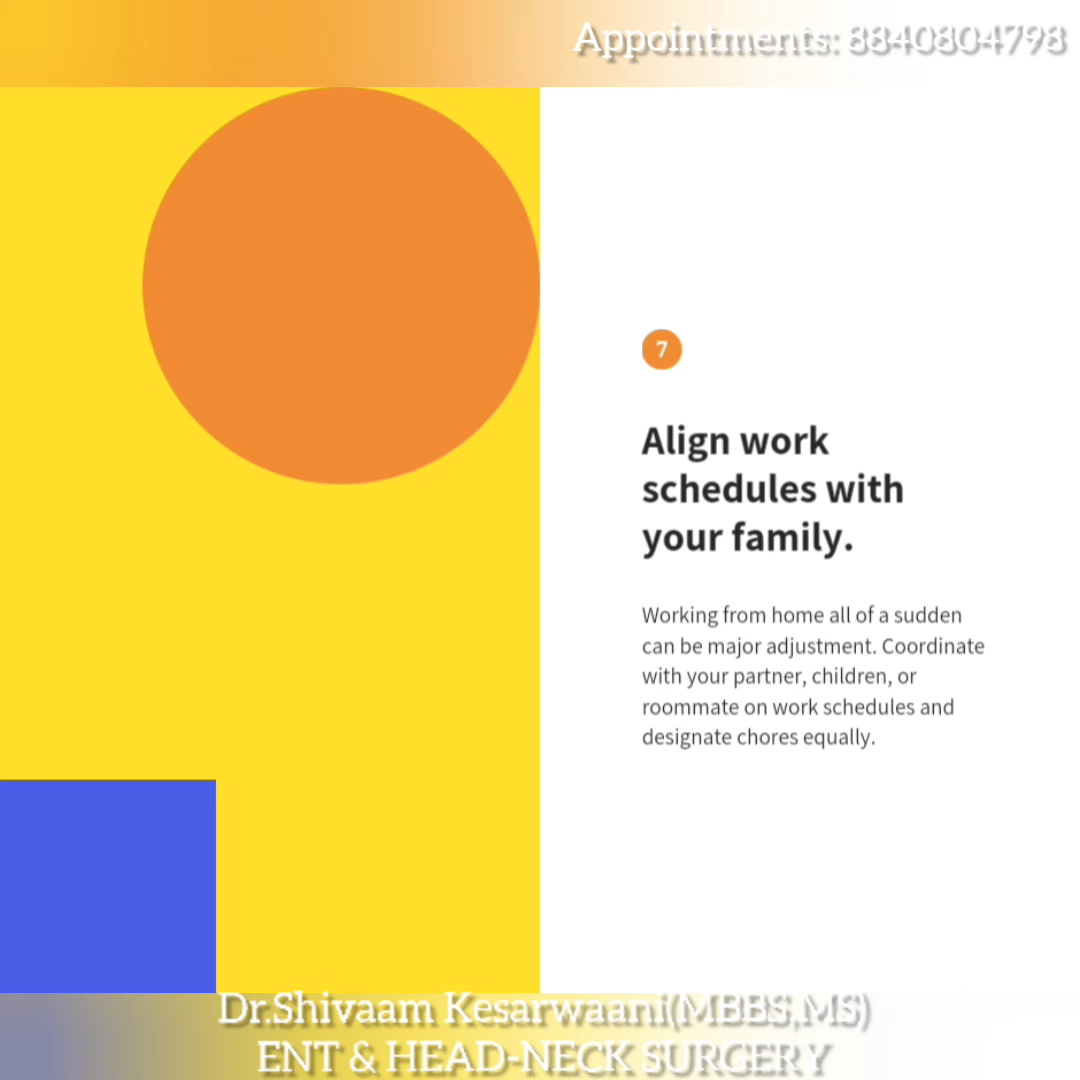 Appointments: 8840804798
7
Align work
schedules with
your family.
Working from home all of a sudden
can be major adjustment. Coordinate
with your partner, children, or
roommate on work schedules and
designate chores equally.
Dr.Shivaam Kesarwaani(MBBS,MS)
ENT & HEAD-NECK SURGERY